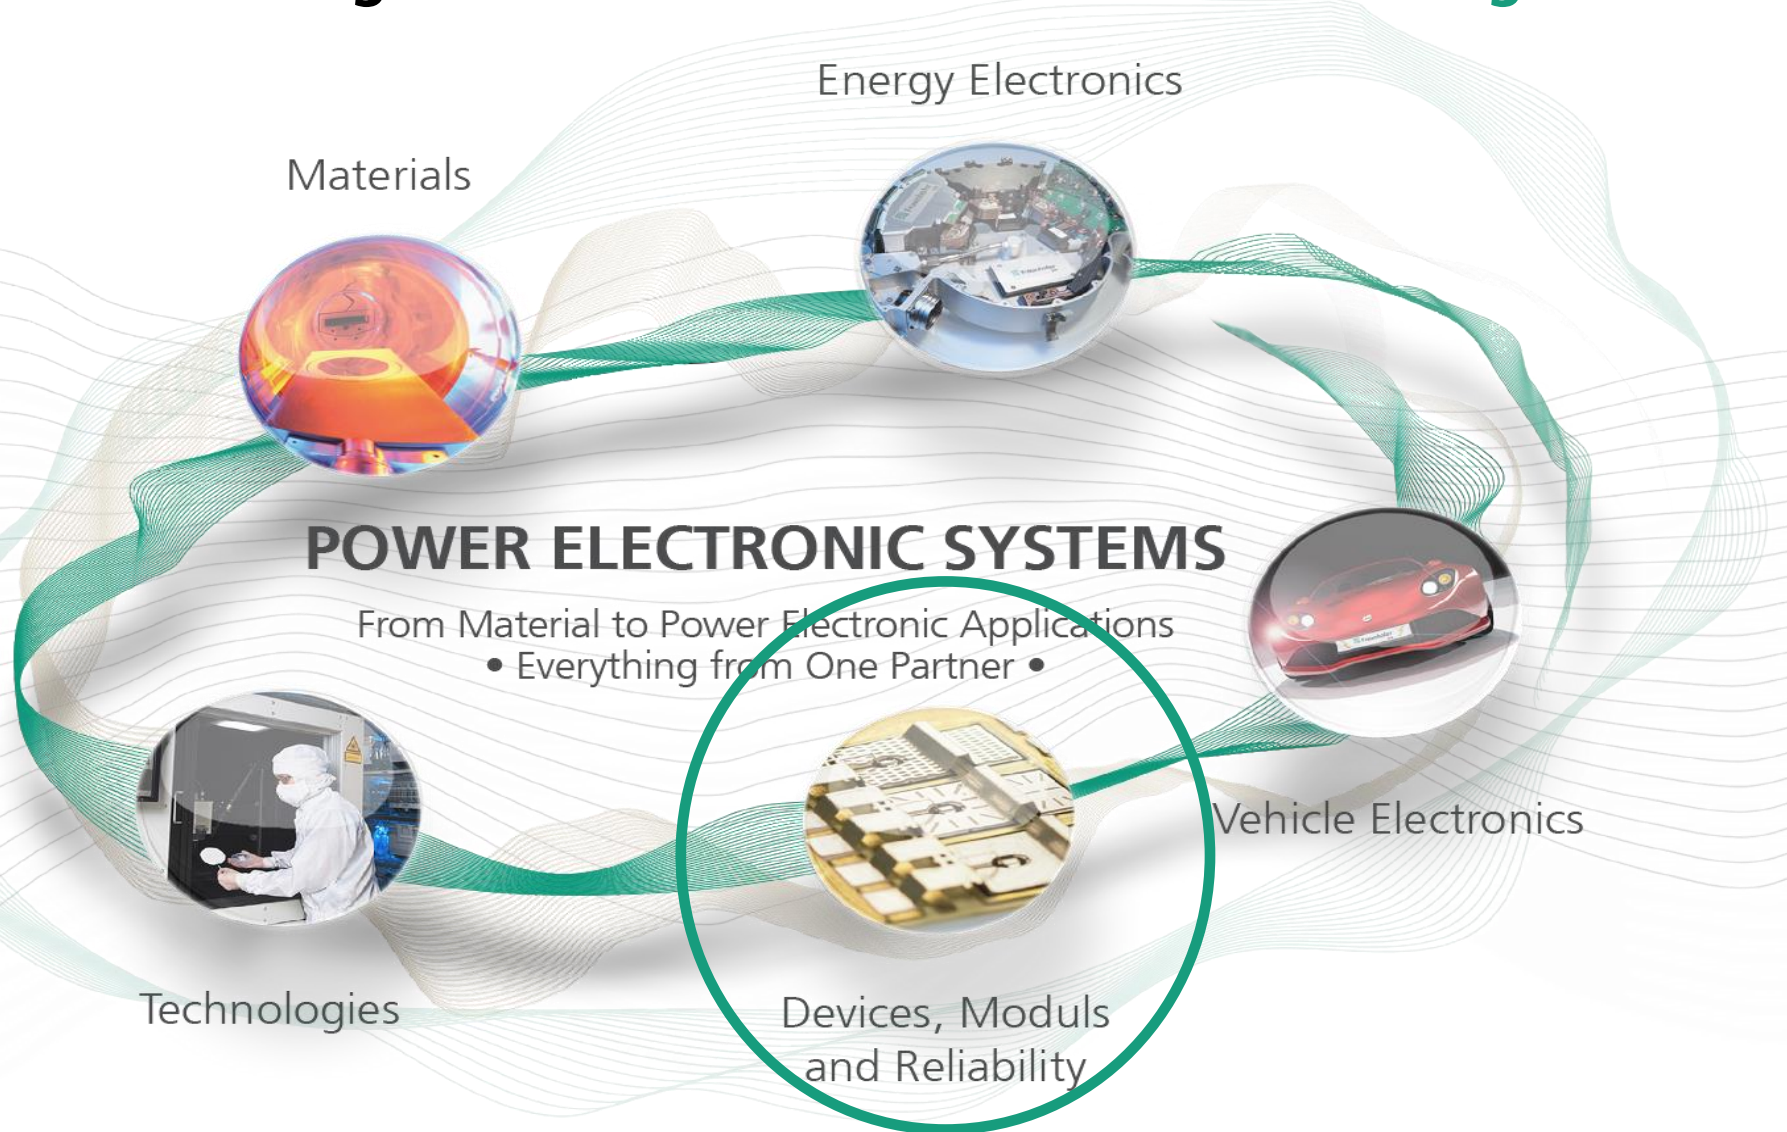 Energy Electronics
Materials
POWER ELECTRONIC SYSTEMS
From Material to Power Electronic Applications
• Everything from One Partner •
Vehicle Electronics
Technologies
Devices, Moduls
and Reliability